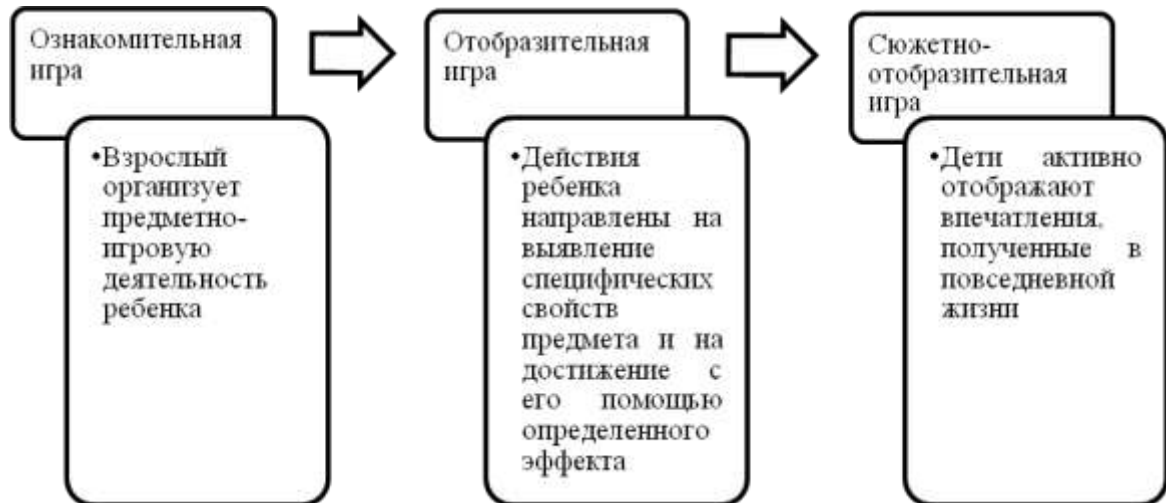 Ознакомительная
игра
•Взрослый
организует
предметно-
игровую
деятельность
ребенка
Отобразительная
игра
•Действия
ребенка
направлены на
выявление
специфических
свойств
предмета и на
достижение с
его помощью
определенного
эффекта
Сюжетно-
отобразительная
игра
•Дети активно
отображают
впечатления,
полученные в
повседневной
жизни